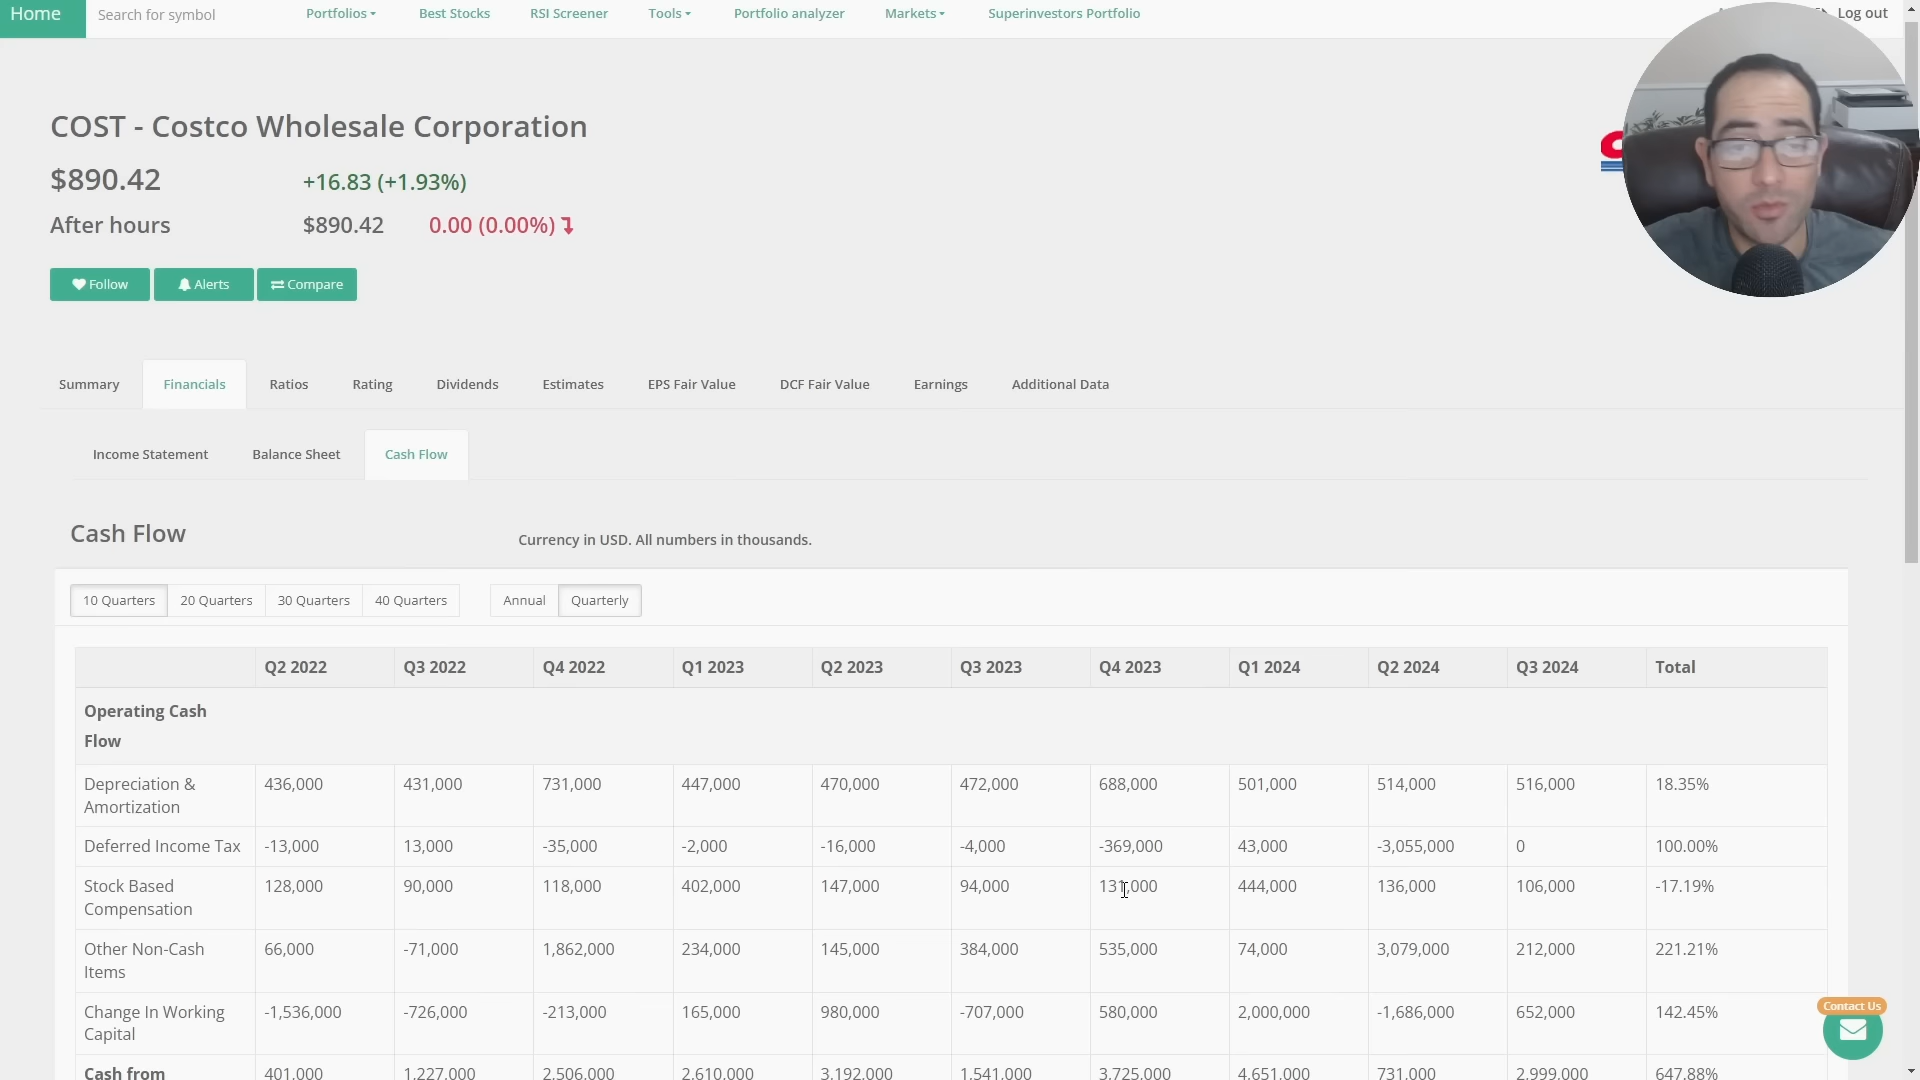 Home
Search for symbol
Portfolios
Best Stocks
RSI Screener
Tools
Portfolio analyzer
Markets
Superinvestors Portfolio
Log out
COST - Costco Wholesale Corporation
$890.42 +16.83 (+1.93%)
After hours $890.42 0.00 (0.00%)
Follow
Alerts
Compare
Summary
Financials
Ratios
Rating
Dividends
Estimates
EPS Fair Value
DCF Fair Value
Earnings
Additional Data
Income Statement
Balance Sheet
Cash Flow
Cash Flow
Currency in USD. All numbers in thousands.
10 Quarters
20 Quarters
30 Quarters
40 Quarters
Annual
Quarterly
Q2 2022 Q3 2022 Q4 2022 Q1 2023 Q2 2023 Q3 2023 Q4 2023 Q1 2024 Q2 2024 Q3 2024 Total
Operating Cash
Flow
Depreciation & 436,000 431,000 731,000 447,000 470,000 472,000 688,000 501,000 514,000 516,000 18.35%
Amortization
Deferred Income Tax -13,000 13,000 -35,000 -2,000 -16,000 -4,000 -369,000 43,000 -3,055,000 0 100.00%
Stock Based 128,000 90,000 118,000 402,000 147,000 94,000 131,000 444,000 136,000 106,000 -17.19%
Compensation
Other Non-Cash 66,000 -71,000 1,862,000 234,000 145,000 384,000 535,000 74,000 3,079,000 212,000 221.21%
Items
Change In Working -1,536,000 -726,000 -213,000 165,000 980,000 -707,000 580,000 2,000,000 -1,686,000 652,000 142.45%
Capital
Cash from 401,000 1,227,000 2,506,000 2,610,000 3,192,000 1,541,000 3,725,000 4,651,000 731,000 2,999,000 647.88%
Contact Us